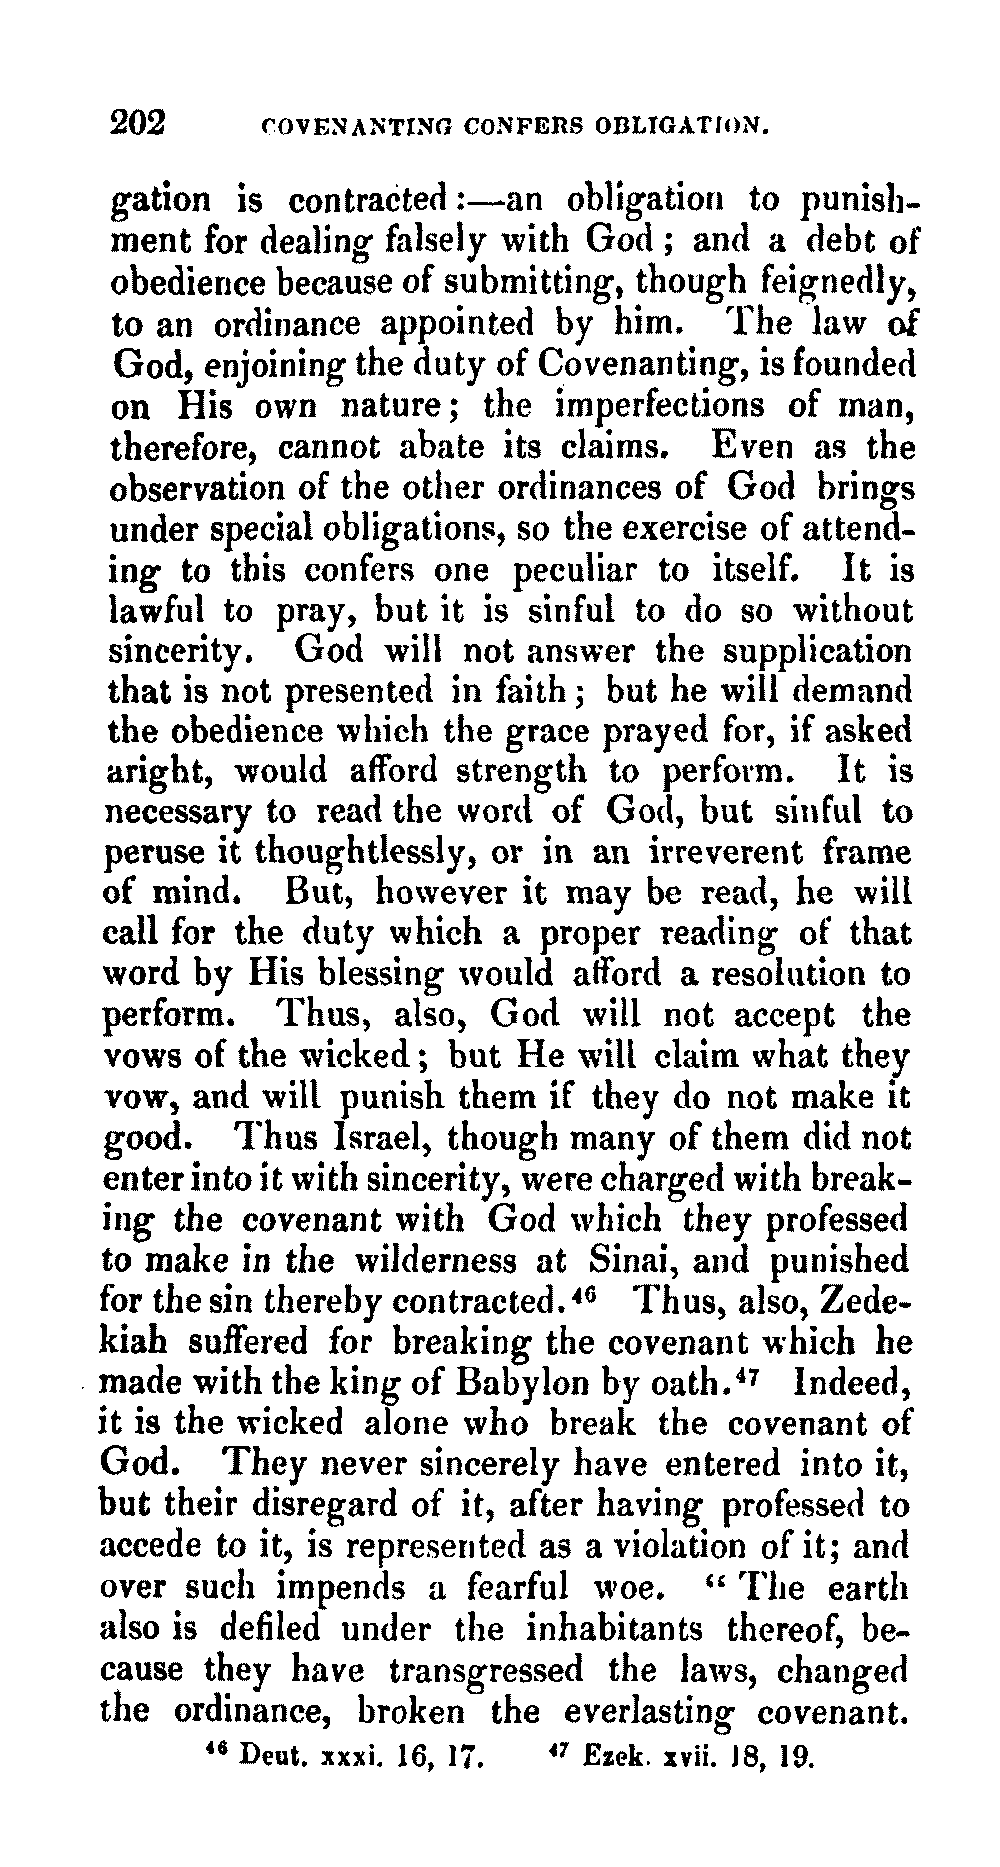 202 COVENANTING CONFERS OBLIGATION.
gation is contracted :—an obligation to punish-
ment for dealing falsely with God ; and a debt of
obedience because of submitting, though feignedly,
to an ordinance appointed by him. The law of
God, enjoining the duty of Covenanting, is founded
on His own nature ; the imperfections of man,
therefore, cannot abate its claims. Even as the
observation of the other ordinances of God brings
under special obligations, so the exercise of attend-
ing to this confers one peculiar to itself. It is
lawful to pray, but it is sinful to do so without
sincerity. God will not answer the supplication
that is not presented in faith ; but he will demand
the obedience which the grace prayed for, if asked
aright, would afford strength to perform. It is
necessary to read the word of God, but sinful to
peruse it thoughtlessly, or in an irreverent frame
of mind. But, however it may be read, he will
call for the duty which a proper reading of that
word by His blessing would afford a resolution to
perform. Thus, also, God will not accept the
vows of the wicked ; but He will claim what they
vow, and will punish them if they do not make it
good. Thus Israel, though many of them did not
enter into it with sincerity, were charged with break-
ing the covenant with God which they professed
to make in the wilderness at Sinai, and punished
for the sin thereby contracted.⁴⁶ Thus, also, Zede-
kiah suffered for breaking the covenant which he
made with the king of Babylon by oath.⁴⁷ Indeed,
it is the wicked alone who break the covenant of
God. They never sincerely have entered into it,
but their disregard of it, after having professed to
accede to it, is represented as a violation of it; and
over such impends a fearful woe. “ The earth
also is defiled under the inhabitants thereof, be-
cause they have transgressed the laws, changed
the ordinance, broken the everlasting covenant.
⁴⁶ Deut. xxxi. 16, 17. ⁴⁷ Ezek. xvii. 18, 19.